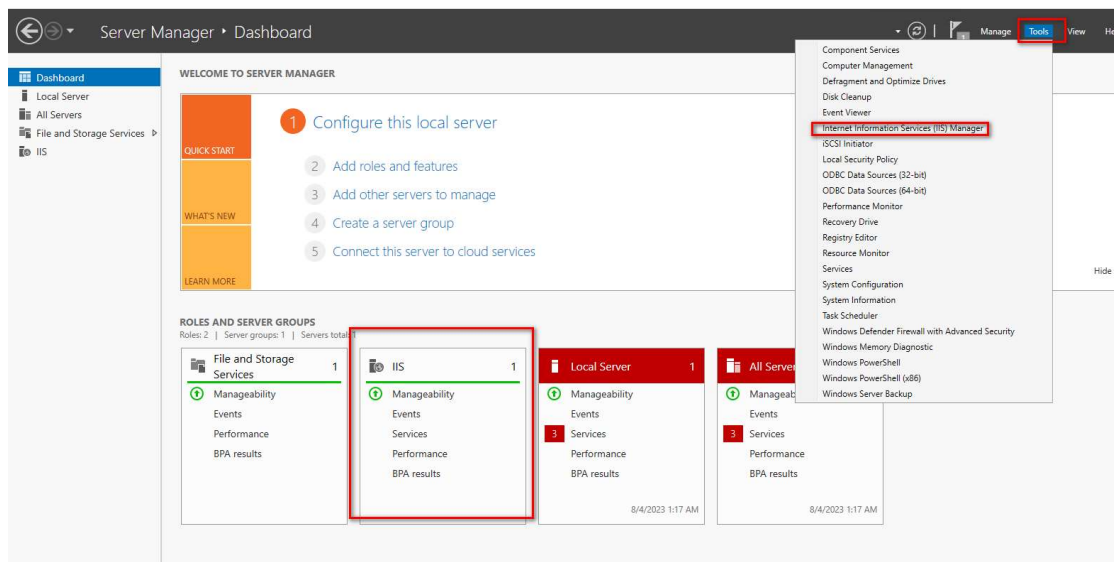 Server Manager • Dashboard
1
Manage
Tools
View
Dashboard
Local Server
All Servers
File and Storage Services
IIS
WELCOME TO SERVER MANAGER
QUICK START
WHAT'S NEW
LEARN MORE
1 Configure this local server
2 Add roles and features
3 Add other servers to manage
4 Create a server group
5 Connect this server to cloud services
Hide
Component Services
Computer Management
Defragment and Optimize Drives
Disk Cleanup
Event Viewer
Internet Information Services (IIS) Manager
iSCSI Initiator
Local Security Policy
ODBC Data Sources (32-bit)
ODBC Data Sources (64-bit)
Performance Monitor
Recovery Drive
Registry Editor
Resource Monitor
Services
System Configuration
System Information
Task Scheduler
Windows Defender Firewall with Advanced Security
Windows Memory Diagnostic
Windows PowerShell
Windows PowerShell (x86)
Windows Server Backup
ROLES AND SERVER GROUPS
Roles: 2 | Server groups: 1 | Servers total: 1
File and Storage
Services
1
Manageability
Events
Performance
BPA results
IIS 1
Manageability
Events
Services
Performance
BPA results
Local Server 1
Manageability
Events
3 Services
Performance
BPA results
8/4/2023 1:17 AM
All Server
Manageab
Events
3 Services
Performance
BPA results
8/4/2023 1:17 AM